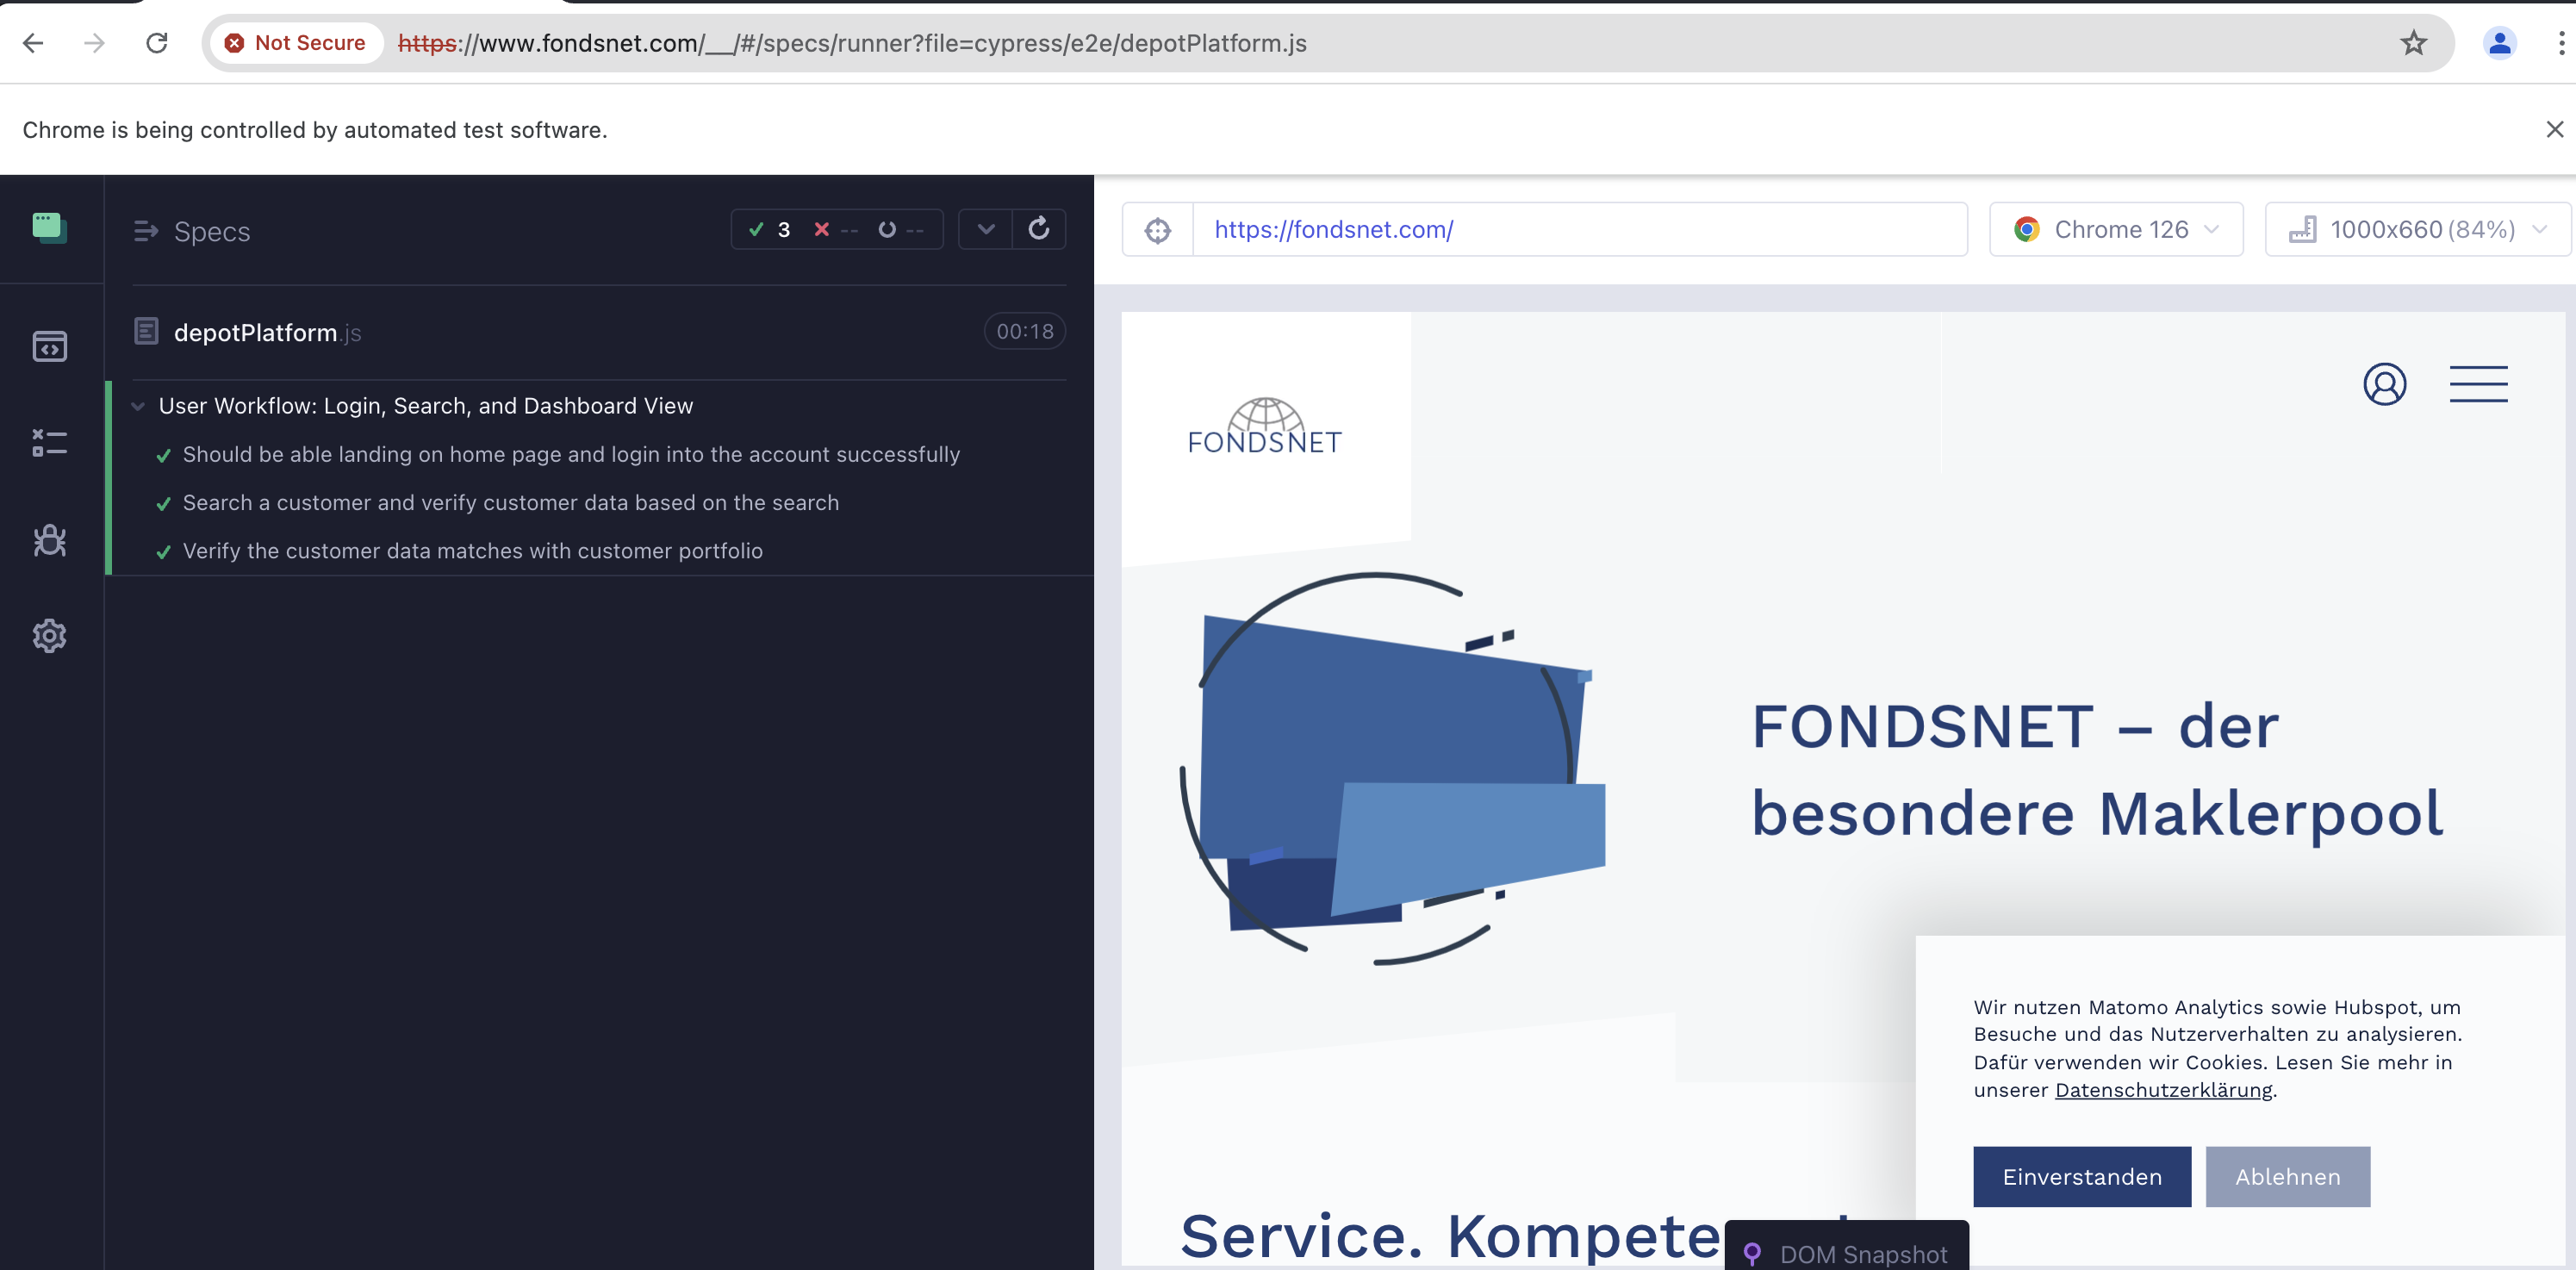 Not Secure https://www.fondsnet.com/__/#/specs/runner?file=cypress/e2e/depotPlatform.js
Chrome is being controlled by automated test software.
Specs 3 -- --
depotPlatform.js 00:18
User Workflow: Login, Search, and Dashboard View
Should be able landing on home page and login into the account successfully
Search a customer and verify customer data based on the search
Verify the customer data matches with customer portfolio
https://fondsnet.com/ Chrome 126 1000x660 (84%)
FONDSNET
FONDSNET – der
besondere Maklerpool
Wir nutzen Matomo Analytics sowie Hubspot, um
Besuche und das Nutzerverhalten zu analysieren.
Dafür verwenden wir Cookies. Lesen Sie mehr in
unserer Datenschutzerklärung.
Einverstanden Ablehnen
Service. Kompete
DOM Snapshot